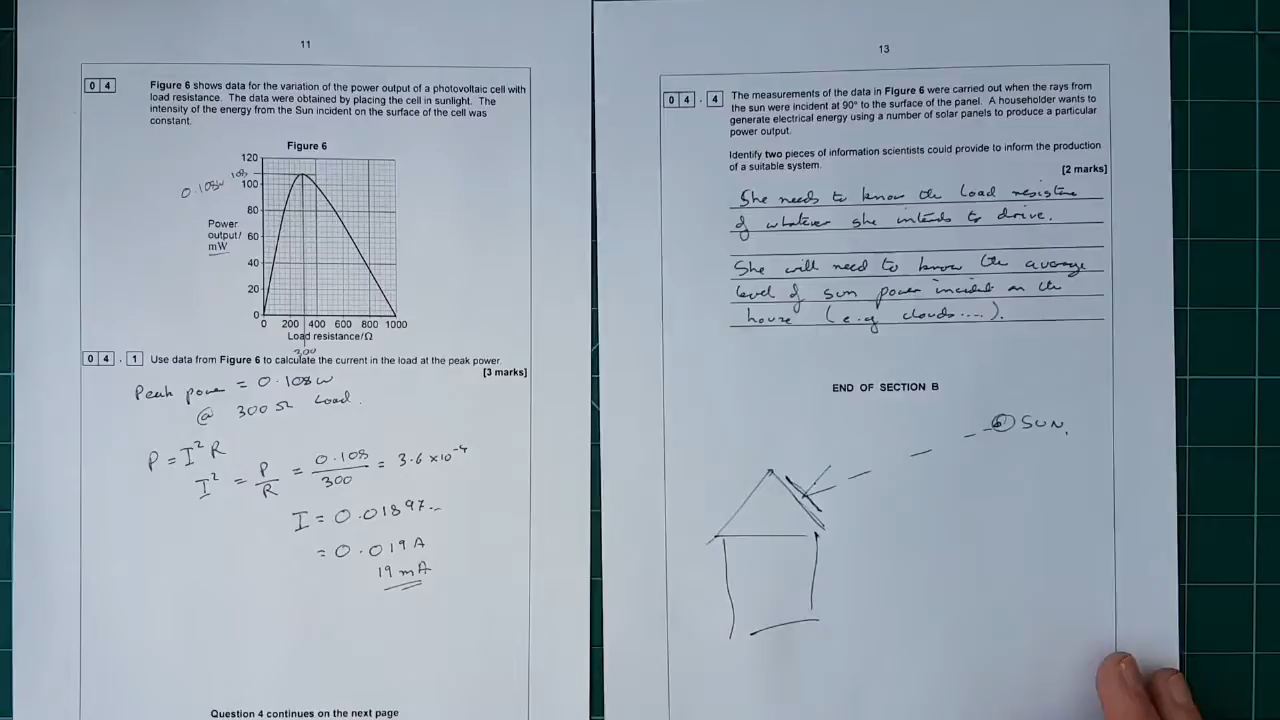 11
0 4
Figure 6 shows data for the variation of the power output of a photovoltaic cell with
load resistance. The data were obtained by placing the cell in sunlight. The
intensity of the energy from the Sun incident on the surface of the cell was
constant.
Figure 6
120
108
100
80
60
40
20
0
0.108W
Power
output/
mW
0 200 400 600 800 1000
Load resistance/Ω
300
0 4 . 1 Use data from Figure 6 to calculate the current in the load at the peak power.
[3 marks]
Peak power = 0.108W
@ 300Ω Load.
P = I² R
I² = P/R = 0.108/300 = 3.6 ×10⁻⁴
I = 0.01897..
= 0.019A
19mA
Question 4 continues on the next page
13
0 4 . 4 The measurements of the data in Figure 6 were carried out when the rays from
the sun were incident at 90° to the surface of the panel. A householder wants to
generate electrical energy using a number of solar panels to produce a particular
power output.
Identify two pieces of information scientists could provide to inform the production
of a suitable system.
[2 marks]
She needs to know the Load resistance
of whatever she intends to drive.
She will need to know the average
level of sun power incident on the
house (e.g clouds....).
END OF SECTION B
SUN.